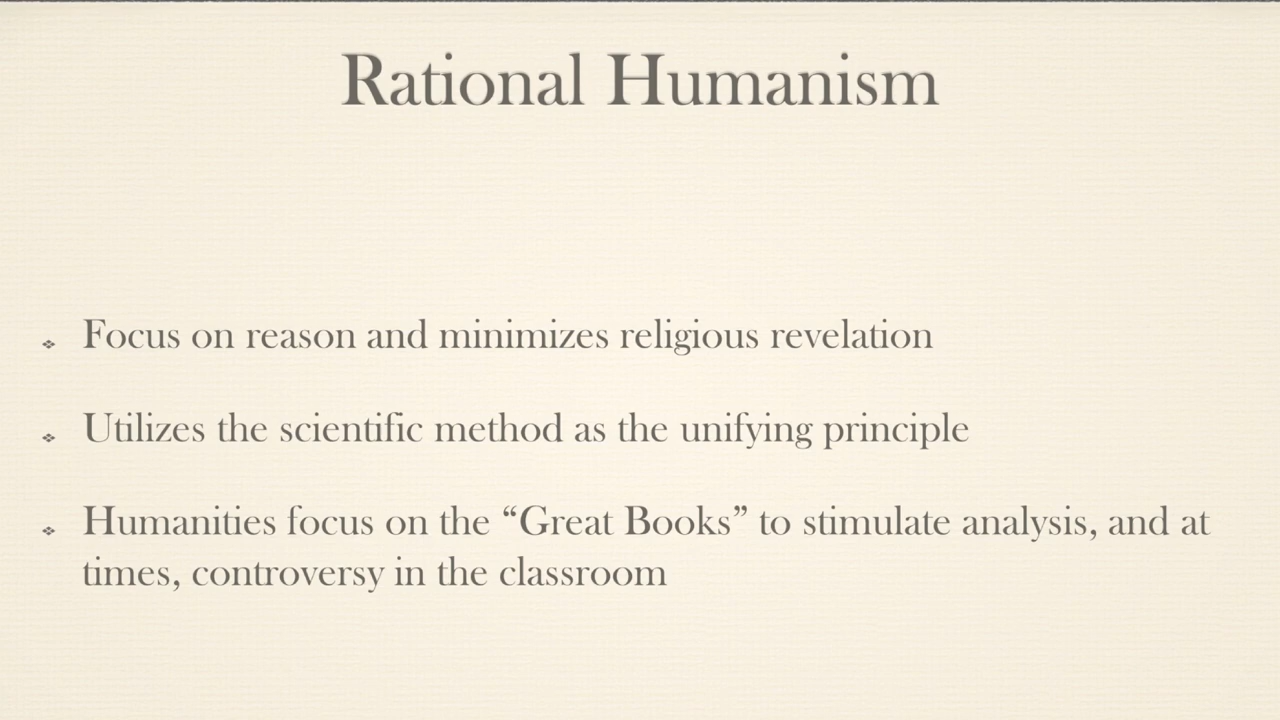 Rational Humanism
Focus on reason and minimizes religious revelation
Utilizes the scientific method as the unifying principle
Humanities focus on the “Great Books” to stimulate analysis, and at
times, controversy in the classroom